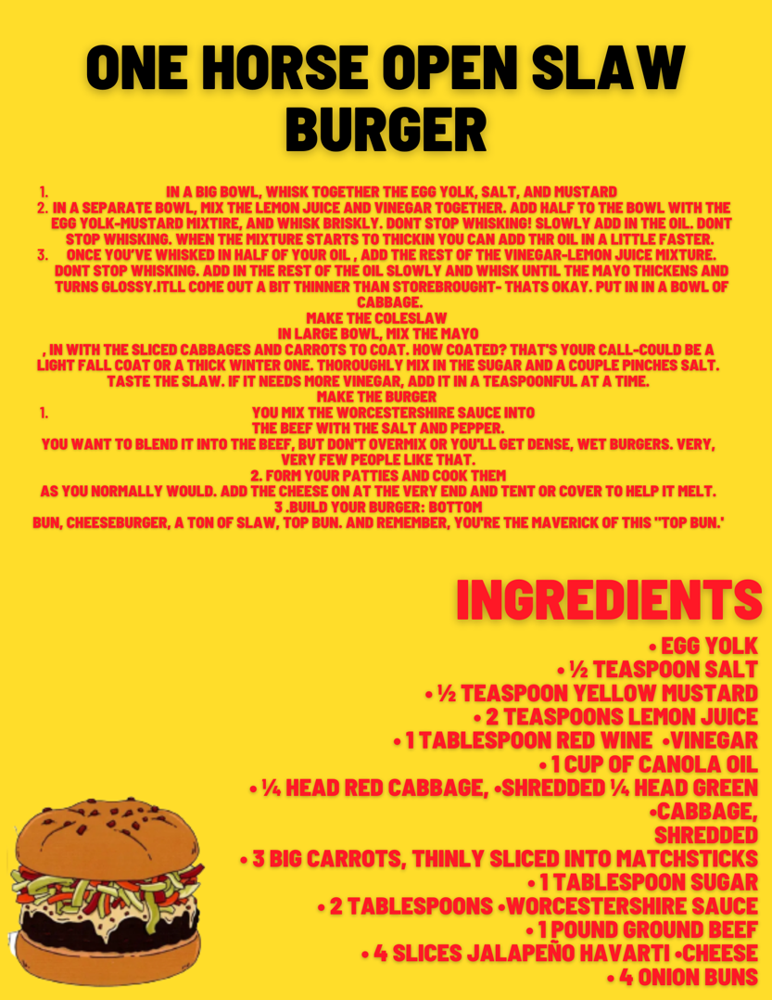 ONE HORSE OPEN SLAW
BURGER
1. IN A BIG BOWL, WHISK TOGETHER THE EGG YOLK, SALT, AND MUSTARD
2. IN A SEPARATE BOWL, MIX THE LEMON JUICE AND VINEGAR TOGETHER. ADD HALF TO THE BOWL WITH THE
EGG YOLK-MUSTARD MIXTIRE, AND WHISK BRISKLY. DONT STOP WHISKING! SLOWLY ADD IN THE OIL. DONT
STOP WHISKING. WHEN THE MIXTURE STARTS TO THICKIN YOU CAN ADD THR OIL IN A LITTLE FASTER.
3. ONCE YOU'VE WHISKED IN HALF OF YOUR OIL , ADD THE REST OF THE VINEGAR-LEMON JUICE MIXTURE.
DONT STOP WHISKING. ADD IN THE REST OF THE OIL SLOWLY AND WHISK UNTIL THE MAYO THICKENS AND
TURNS GLOSSY.ITLL COME OUT A BIT THINNER THAN STOREBROUGHT- THATS OKAY. PUT IN IN A BOWL OF
CABBAGE.
MAKE THE COLESLAW
IN LARGE BOWL, MIX THE MAYO
, IN WITH THE SLICED CABBAGES AND CARROTS TO COAT. HOW COATED? THAT'S YOUR CALL-COULD BE A
LIGHT FALL COAT OR A THICK WINTER ONE. THOROUGHLY MIX IN THE SUGAR AND A COUPLE PINCHES SALT.
TASTE THE SLAW. IF IT NEEDS MORE VINEGAR, ADD IT IN A TEASPOONFUL AT A TIME.
MAKE THE BURGER
1. YOU MIX THE WORCESTERSHIRE SAUCE INTO
THE BEEF WITH THE SALT AND PEPPER.
YOU WANT TO BLEND IT INTO THE BEEF, BUT DON'T OVERMIX OR YOU'LL GET DENSE, WET BURGERS. VERY,
VERY FEW PEOPLE LIKE THAT.
2. FORM YOUR PATTIES AND COOK THEM
AS YOU NORMALLY WOULD. ADD THE CHEESE ON AT THE VERY END AND TENT OR COVER TO HELP IT MELT.
3 .BUILD YOUR BURGER: BOTTOM
BUN, CHEESEBURGER, A TON OF SLAW, TOP BUN. AND REMEMBER, YOU'RE THE MAVERICK OF THIS "TOP BUN.'
INGREDIENTS
• EGG YOLK
• ½ TEASPOON SALT
• ½ TEASPOON YELLOW MUSTARD
• 2 TEASPOONS LEMON JUICE
• 1 TABLESPOON RED WINE •VINEGAR
• 1 CUP OF CANOLA OIL
• ¼ HEAD RED CABBAGE, •SHREDDED ¼ HEAD GREEN
•CABBAGE,
SHREDDED
• 3 BIG CARROTS, THINLY SLICED INTO MATCHSTICKS
• 1 TABLESPOON SUGAR
• 2 TABLESPOONS •WORCESTERSHIRE SAUCE
• 1 POUND GROUND BEEF
• 4 SLICES JALAPEÑO HAVARTI •CHEESE
• 4 ONION BUNS